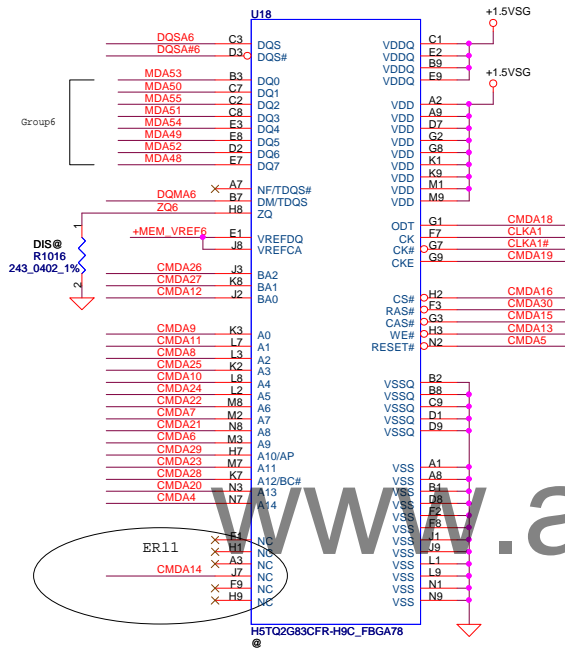 U18
+1.5VSG
DQSA6 C3 DQS VDDQ C1
DQSA#6 D3 DQS# VDDQ E2
VDDQ B9
MDA53 B3 DQ0 VDDQ E9
+1.5VSG
MDA50 C7 DQ1
MDA55 C2 DQ2 VDD A2
MDA51 C8 DQ3 VDD A9
Group6
MDA54 E3 DQ4 VDD D7
MDA49 E8 DQ5 VDD G2
MDA52 D2 DQ6 VDD G8
MDA48 E7 DQ7 VDD K1
VDD K9
A7 NF/TDQS# VDD M1
DQMA6 B7 DM/TDQS VDD M9
ZQ6 H8 ZQ
1
ODT G1 CMDA18
+MEM_VREF6 E1 VREFDQ CK F7 CLKA1
DIS@
J8 VREFCA CK# G7 CLKA1#
R1016
CKE G9 CMDA19
243_0402_1%
CMDA26 J3 BA2
2
CMDA27 K8 BA1 CS# H2 CMDA16
CMDA12 J2 BA0 RAS# F3 CMDA30
CAS# G3 CMDA15
CMDA9 K3 A0 WE# H3 CMDA13
CMDA11 L7 A1 RESET# N2 CMDA5
CMDA8 L3 A2
CMDA25 K2 A3
CMDA10 L8 A4 VSSQ B2
CMDA24 L2 A5 VSSQ B8
CMDA22 M8 A6 VSSQ C9
CMDA7 M2 A7 VSSQ D1
CMDA21 N8 A8 VSSQ D9
CMDA6 M3 A9
CMDA29 H7 A10/AP
CMDA23 M7 A11 VSS A1
CMDA28 K7 A12/BC# VSS A8
CMDA20 N3 A13 VSS B1
CMDA4 N7 A14 VSS D8
VSS F2
VSS F8
ER11
F1 NC VSS J1
H1 NC VSS J9
A3 NC VSS L1
CMDA14 J7 NC VSS L9
F9 NC VSS N1
H9 NC VSS N9
www.a
H5TQ2G83CFR-H9C_FBGA78
@